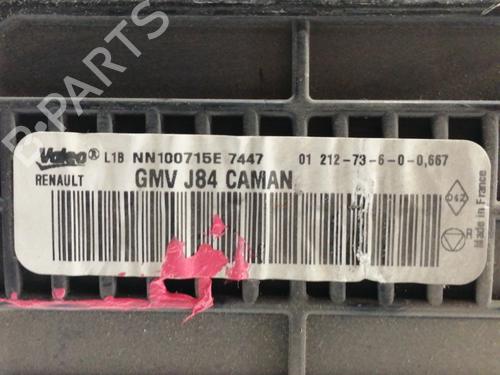 B-PARTS
Valeo® L1B NN100715E 7447 01 212-73-6-0-0,667
RENAULT GMV J84 CAMAN
R
Made in France